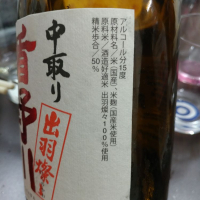 アルコール分15度
原材料名／米（国産）、米麹（国産米使用）
原料米／酒造好適米 出羽燦々100％使用
精米歩合／50％
中取り
出羽燦々